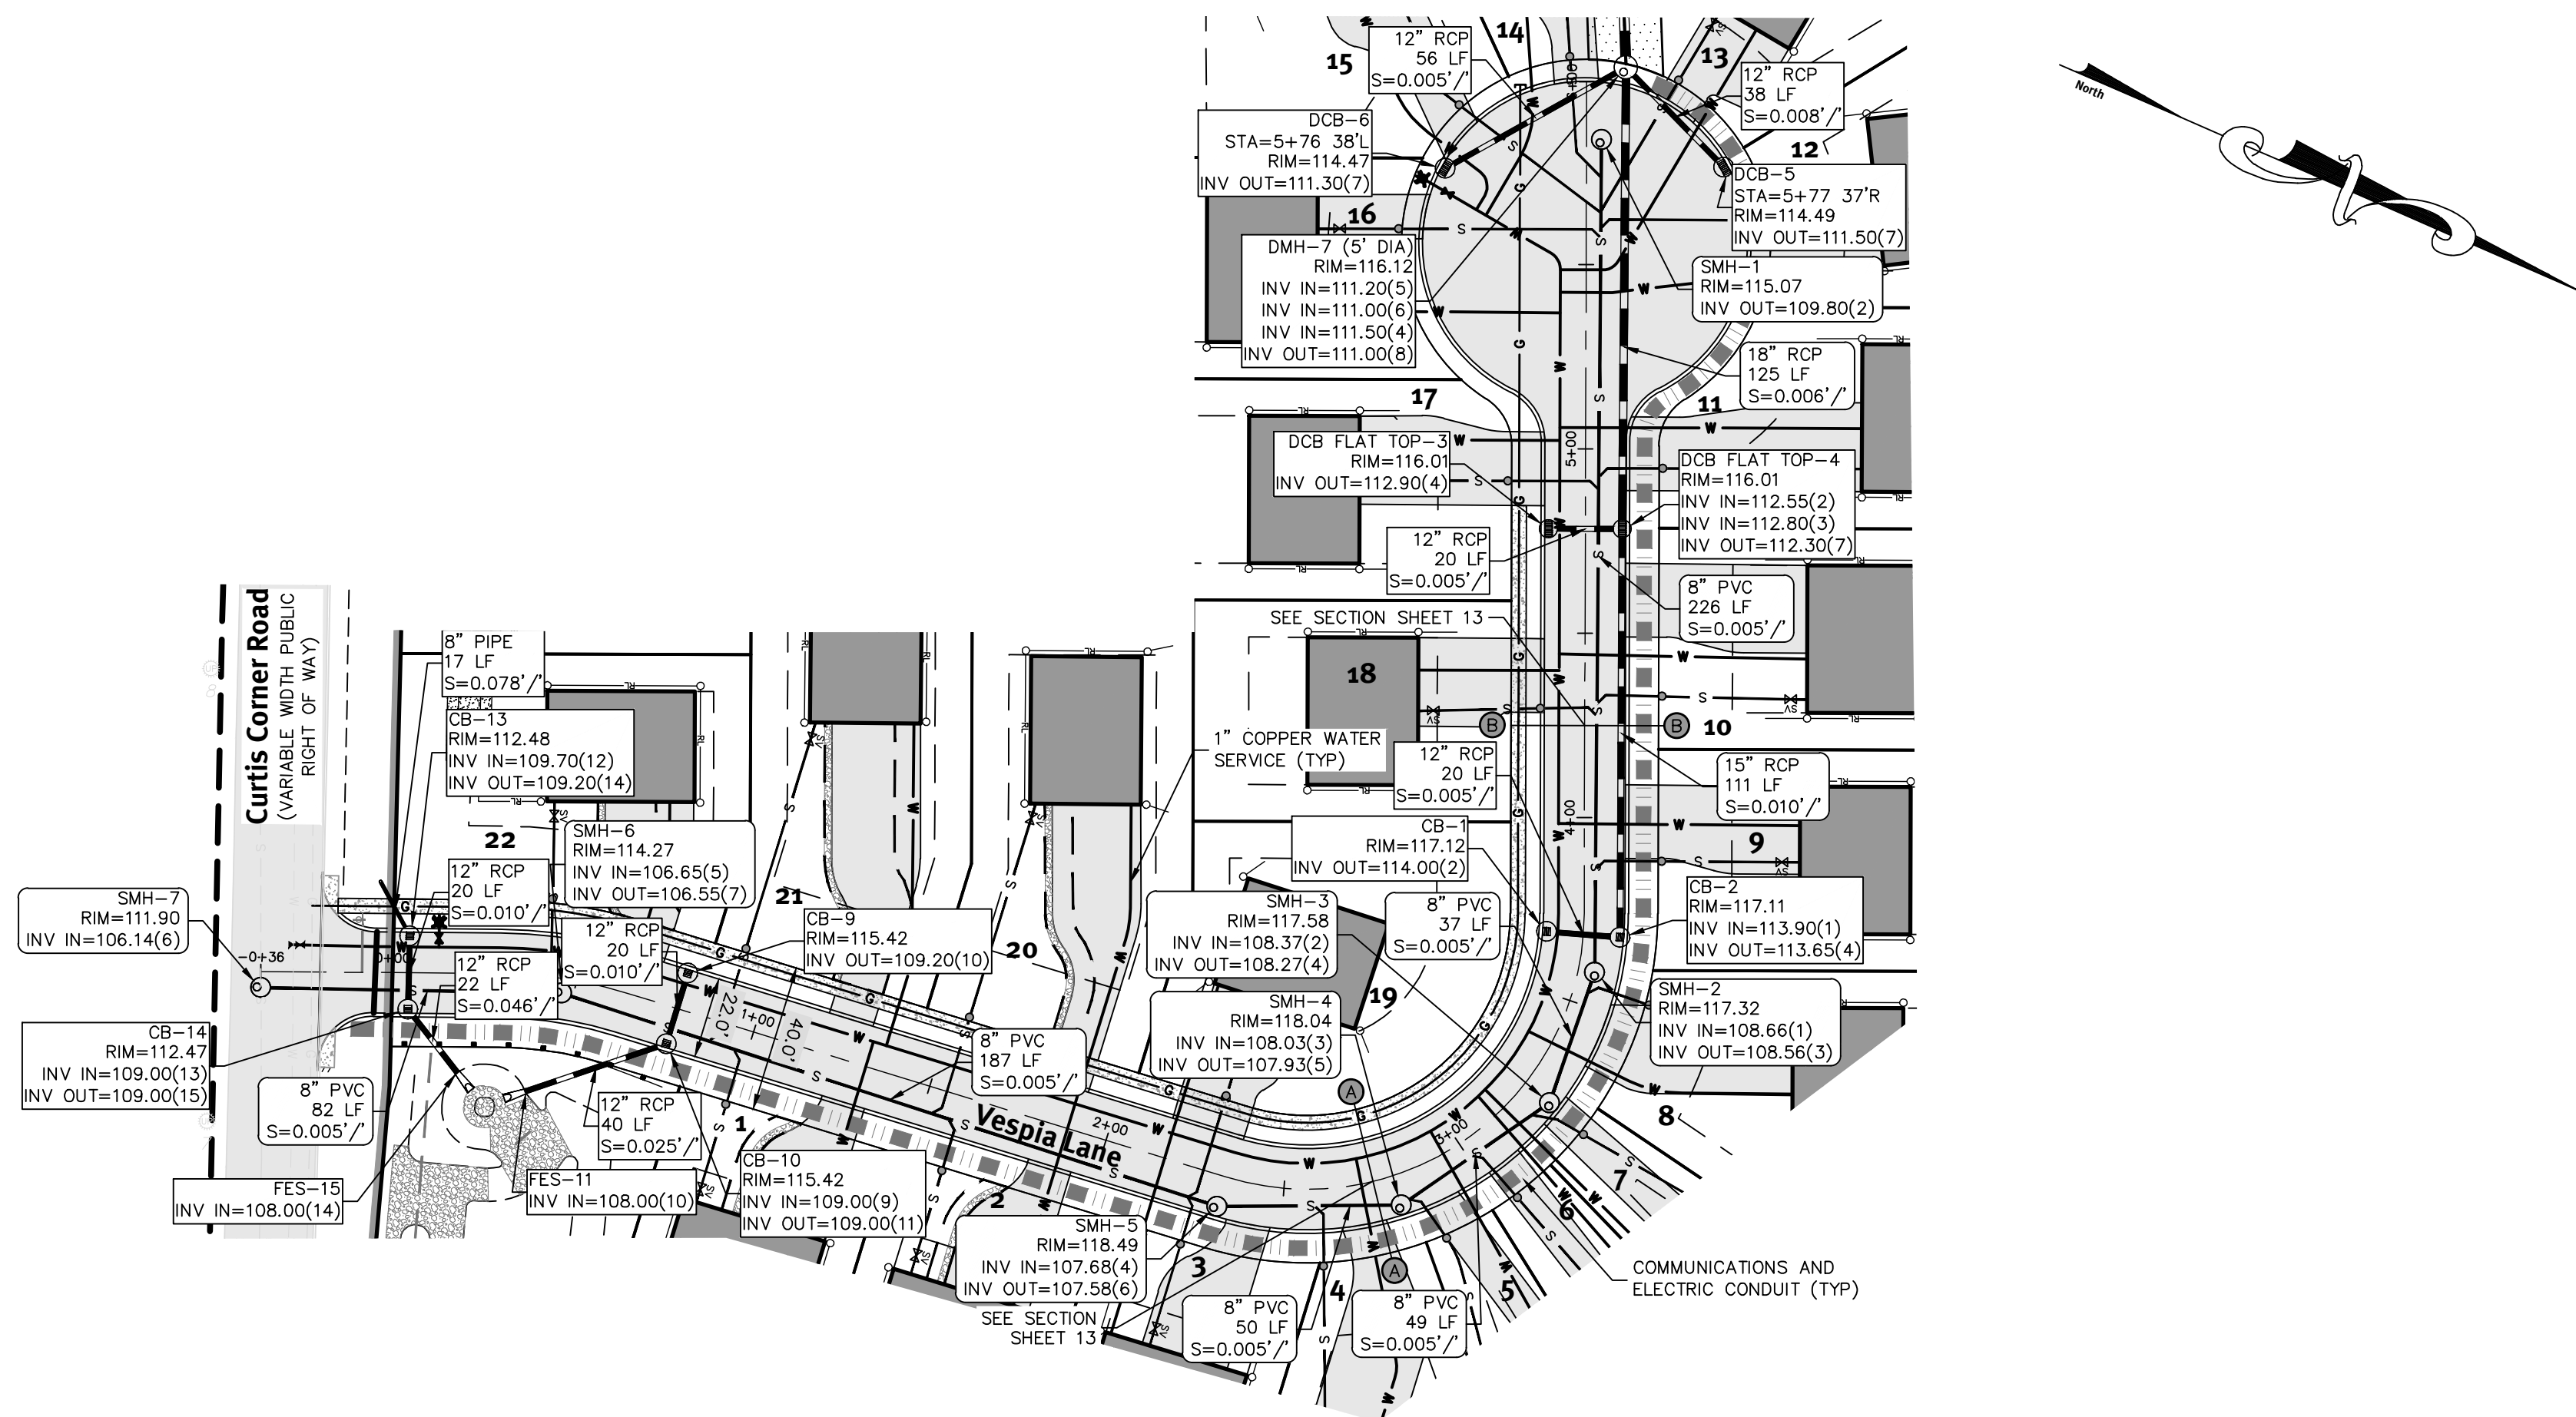 North
14
15
13
12" RCP
56 LF
S=0.005'/'
12" RCP
38 LF
S=0.008'/'
12
DCB-6
STA=5+76 38'L
RIM=114.47
INV OUT=111.30(7)
DCB-5
STA=5+77 37'R
RIM=114.49
INV OUT=111.50(7)
16
DMH-7 (5' DIA)
RIM=116.12
INV IN=111.20(5)
INV IN=111.00(6)
INV IN=111.50(4)
INV OUT=111.00(8)
SMH-1
RIM=115.07
INV OUT=109.80(2)
18" RCP
125 LF
S=0.006'/'
17
11
5+00
DCB FLAT TOP-3
RIM=116.01
INV OUT=112.90(4)
DCB FLAT TOP-4
RIM=116.01
INV IN=112.55(2)
INV IN=112.80(3)
INV OUT=112.30(7)
12" RCP
20 LF
S=0.005'/'
8" PVC
226 LF
S=0.005'/'
SEE SECTION SHEET 13
18
B
B
10
12" RCP
20 LF
S=0.005'/'
15" RCP
111 LF
S=0.010'/'
4+00
9
1" COPPER WATER
SERVICE (TYP)
CB-1
RIM=117.12
INV OUT=114.00(2)
CB-2
RIM=117.11
INV IN=113.90(1)
INV OUT=113.65(4)
Curtis Corner Road
(VARIABLE WIDTH PUBLIC
RIGHT OF WAY)
8" PIPE
17 LF
S=0.078'/'
CB-13
RIM=112.48
INV IN=109.70(12)
INV OUT=109.20(14)
22
SMH-6
RIM=114.27
INV IN=106.65(5)
INV OUT=106.55(7)
12" RCP
20 LF
S=0.010'/'
12" RCP
20 LF
S=0.010'/'
12" RCP
22 LF
S=0.046'/'
21
CB-9
RIM=115.42
INV OUT=109.20(10)
20
SMH-3
RIM=117.58
INV IN=108.37(2)
INV OUT=108.27(4)
8" PVC
37 LF
S=0.005'/'
19
SMH-4
RIM=118.04
INV IN=108.03(3)
INV OUT=107.93(5)
SMH-2
RIM=117.32
INV IN=108.66(1)
INV OUT=108.56(3)
SMH-7
RIM=111.90
INV IN=106.14(6)
-0+36
0+00
CB-14
RIM=112.47
INV IN=109.00(13)
INV OUT=109.00(15)
8" PVC
82 LF
S=0.005'/'
22.0'
1+00
40.0'
8" PVC
187 LF
S=0.005'/'
Vespia Lane
2+00
3+00
A
A
8
7
6
5
4
3
2
1
12" RCP
40 LF
S=0.025'/'
FES-15
INV IN=108.00(14)
FES-11
INV IN=108.00(10)
CB-10
RIM=115.42
INV IN=109.00(9)
INV OUT=109.00(11)
SMH-5
RIM=118.49
INV IN=107.68(4)
INV OUT=107.58(6)
SEE SECTION
SHEET 13
8" PVC
50 LF
S=0.005'/'
8" PVC
49 LF
S=0.005'/'
COMMUNICATIONS AND
ELECTRIC CONDUIT (TYP)